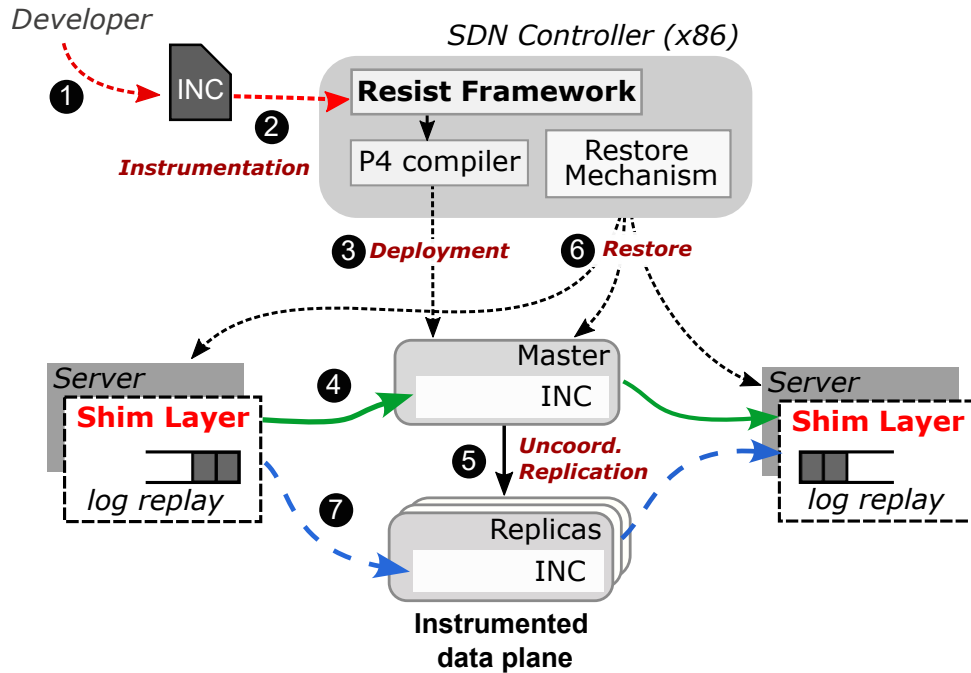 Developer
SDN Controller (x86)
1
INC
2
Resist Framework
Instrumentation
P4 compiler
Restore
Mechanism
3
Deployment
6
Restore
Server
Shim Layer
log replay
4
Master
INC
5
Uncoord.
Replication
Server
Shim Layer
log replay
7
Replicas
INC
Instrumented
data plane